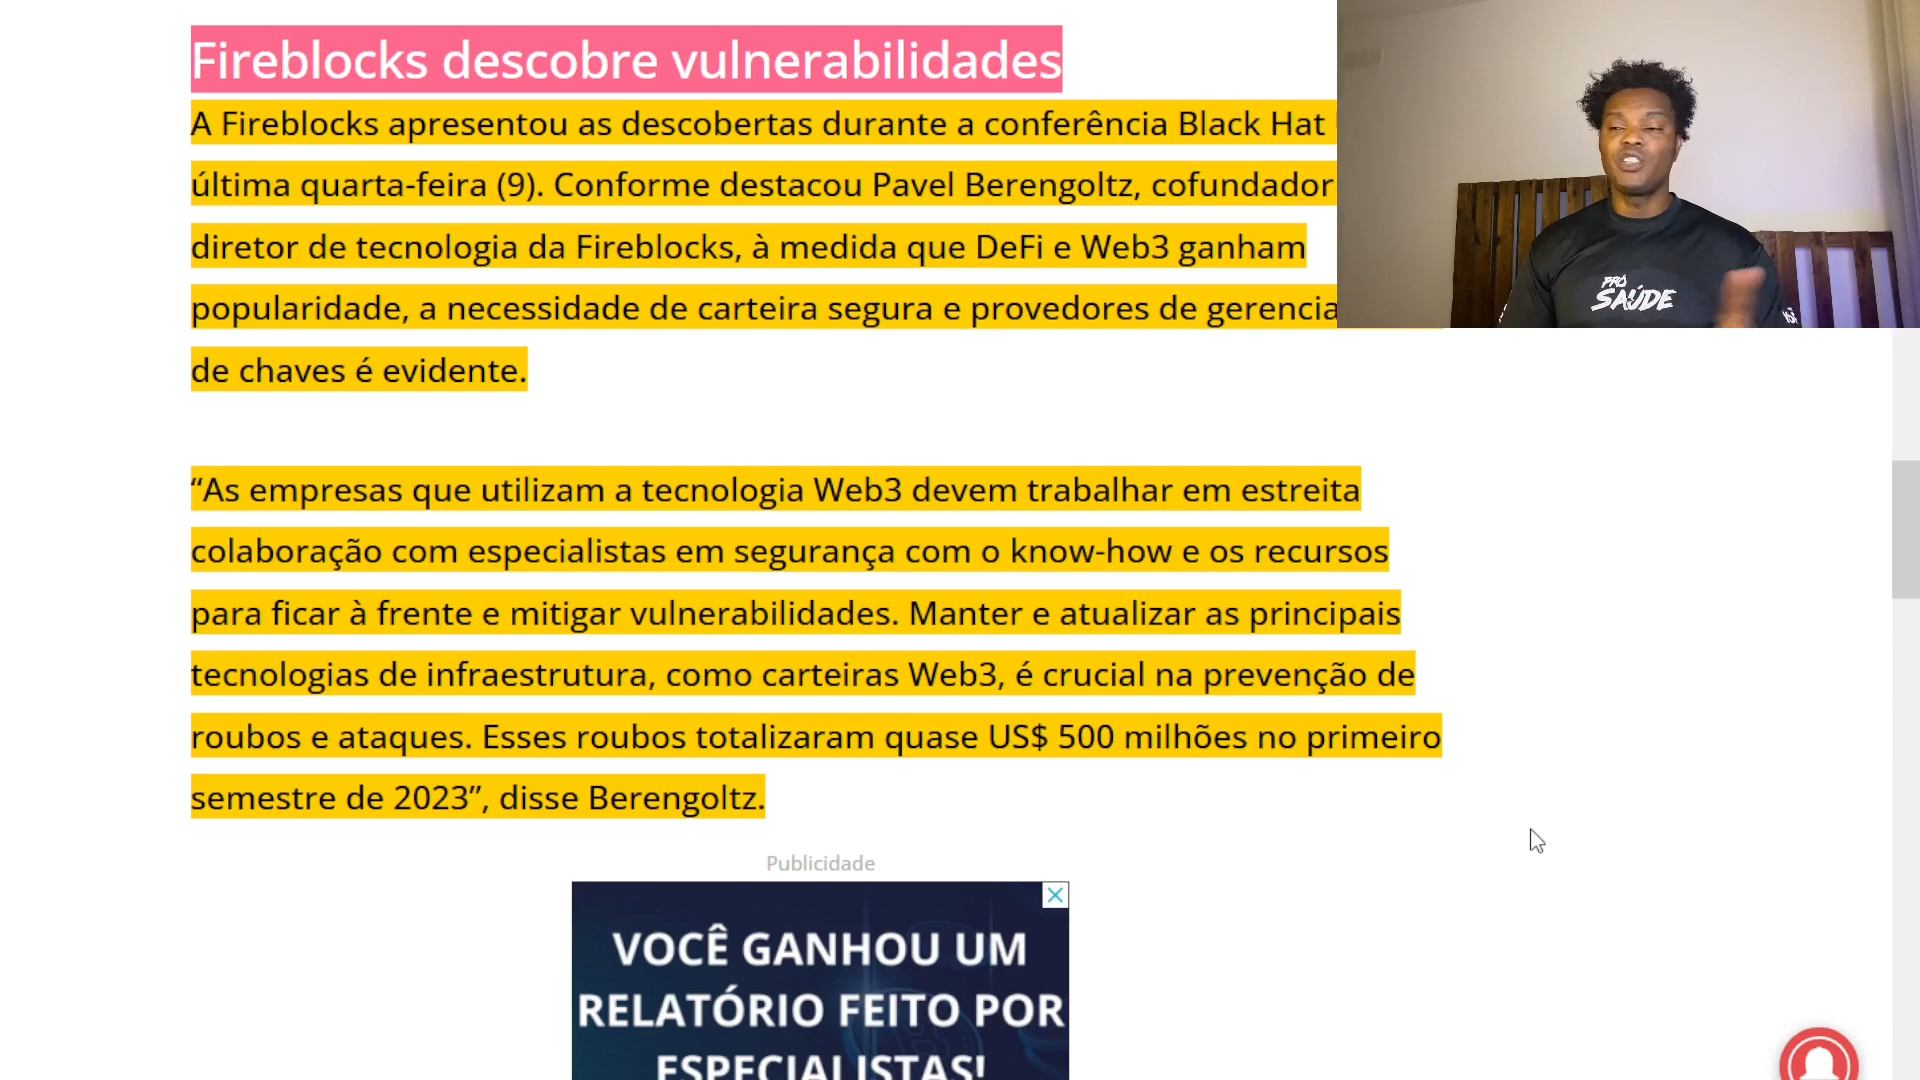 Fireblocks descobre vulnerabilidades
A Fireblocks apresentou as descobertas durante a conferência Black Hat
última quarta-feira (9). Conforme destacou Pavel Berengoltz, cofundador
diretor de tecnologia da Fireblocks, à medida que DeFi e Web3 ganham
popularidade, a necessidade de carteira segura e provedores de gerencia
de chaves é evidente.
“As empresas que utilizam a tecnologia Web3 devem trabalhar em estreita
colaboração com especialistas em segurança com o know-how e os recursos
para ficar à frente e mitigar vulnerabilidades. Manter e atualizar as principais
tecnologias de infraestrutura, como carteiras Web3, é crucial na prevenção de
roubos e ataques. Esses roubos totalizaram quase US$ 500 milhões no primeiro
semestre de 2023”, disse Berengoltz.
Publicidade
VOCÊ GANHOU UM
RELATÓRIO FEITO POR
ESPECIALISTAS!
PRÓ
SAÚDE